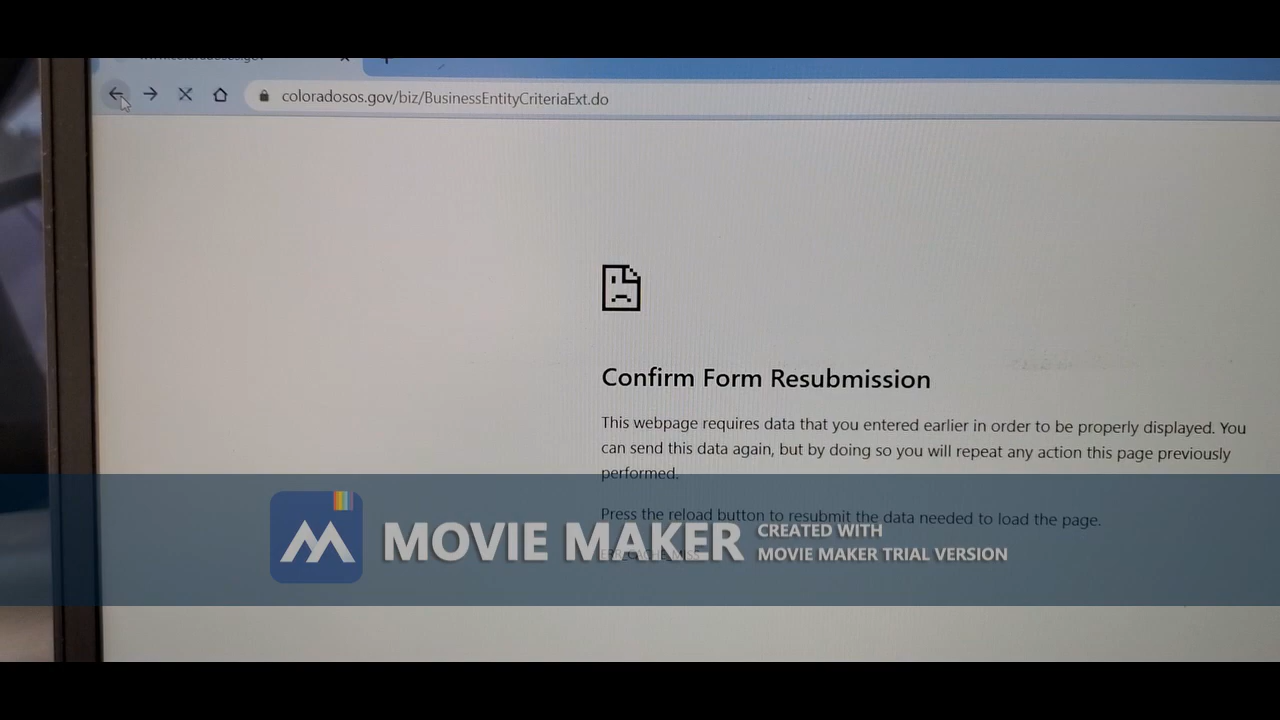 coloradosos.gov/biz/BusinessEntityCriteriaExt.do
Confirm Form Resubmission
This webpage requires data that you entered earlier in order to be properly displayed. You
can send this data again, but by doing so you will repeat any action this page previously
performed.
Press the reload button to resubmit the data needed to load the page.
MOVIE MAKER
CREATED WITH
MOVIE MAKER TRIAL VERSION